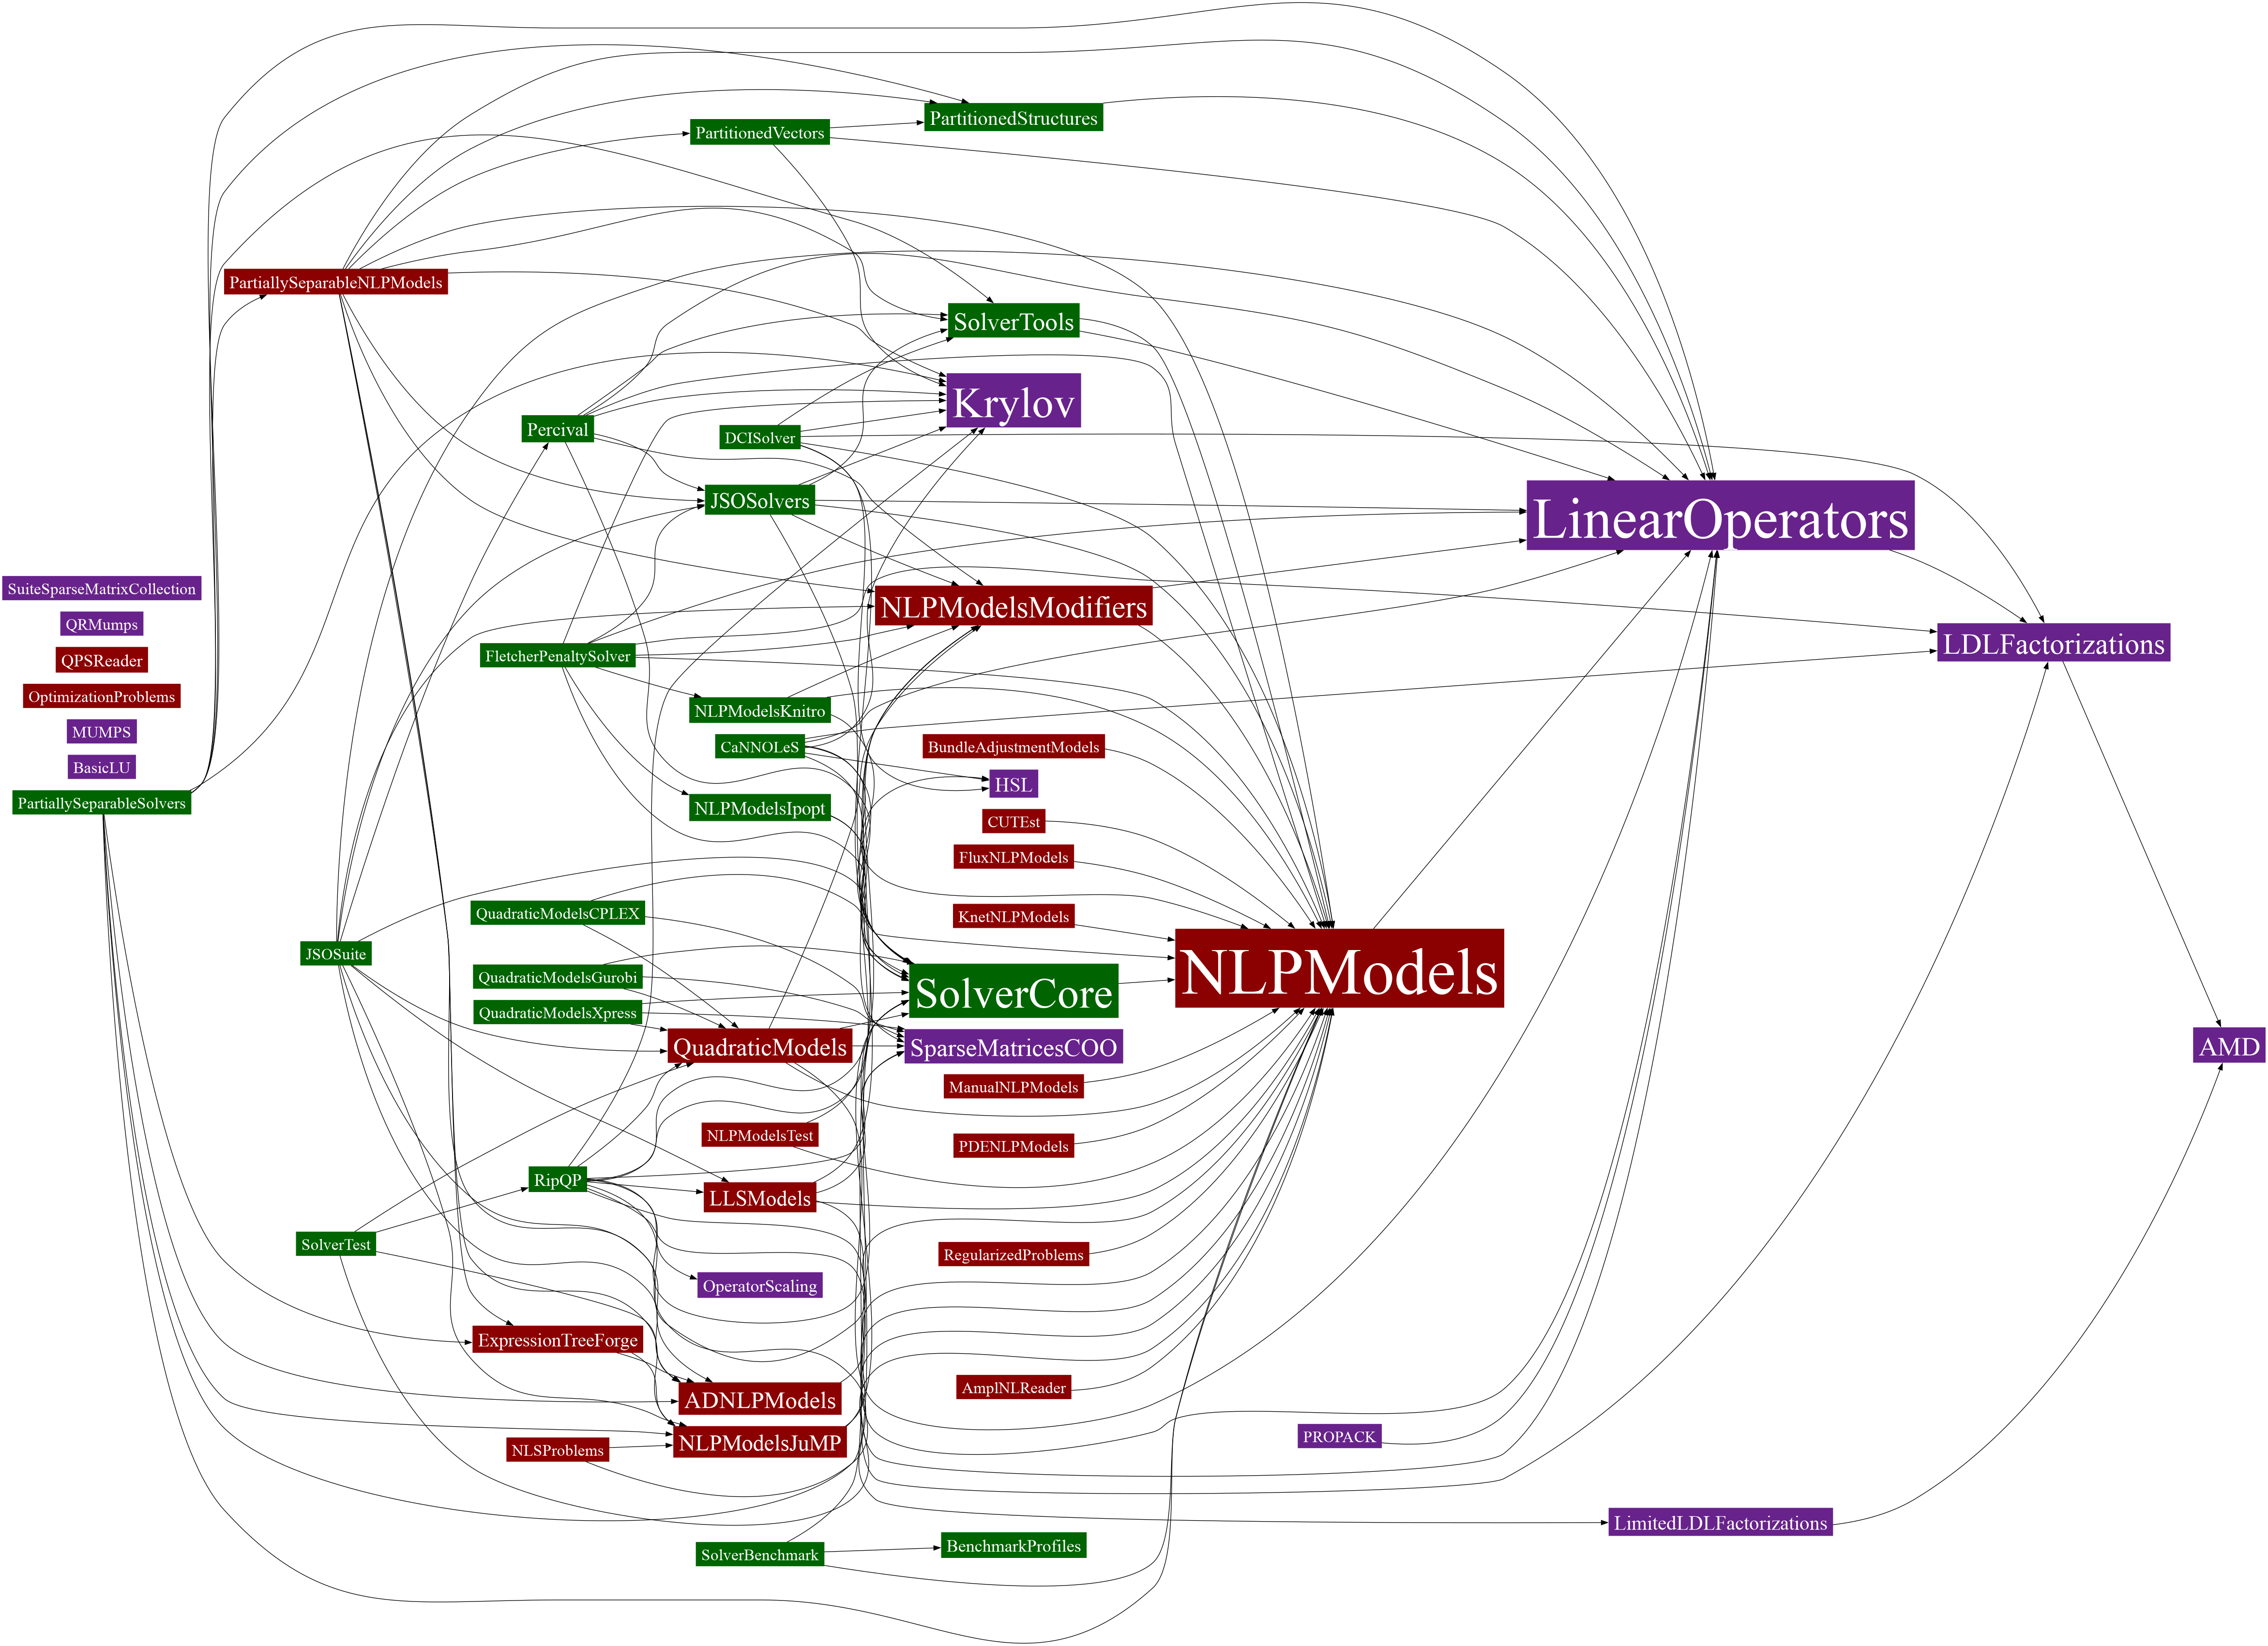 PartitionedStructures
PartitionedVectors
PartiallySeparableNLPModels
SolverTools
Krylov
Percival
DCISolver
JSOSolvers
LinearOperators
SuiteSparseMatrixCollection
NLPModelsModifiers
QRMumps
LDLFactorizations
FletcherPenaltySolver
QPSReader
OptimizationProblems
NLPModelsKnitro
MUMPS
CaNNOLeS
BundleAdjustmentModels
BasicLU
HSL
PartiallySeparableSolvers
NLPModelsIpopt
CUTEst
FluxNLPModels
QuadraticModelsCPLEX
KnetNLPModels
JSOSuite
NLPModels
QuadraticModelsGurobi
SolverCore
QuadraticModelsXpress
QuadraticModels
SparseMatricesCOO
AMD
ManualNLPModels
NLPModelsTest
PDENLPModels
RipQP
LLSModels
SolverTest
RegularizedProblems
OperatorScaling
ExpressionTreeForge
AmplNLReader
ADNLPModels
PROPACK
NLPModelsJuMP
NLSProblems
LimitedLDLFactorizations
BenchmarkProfiles
SolverBenchmark